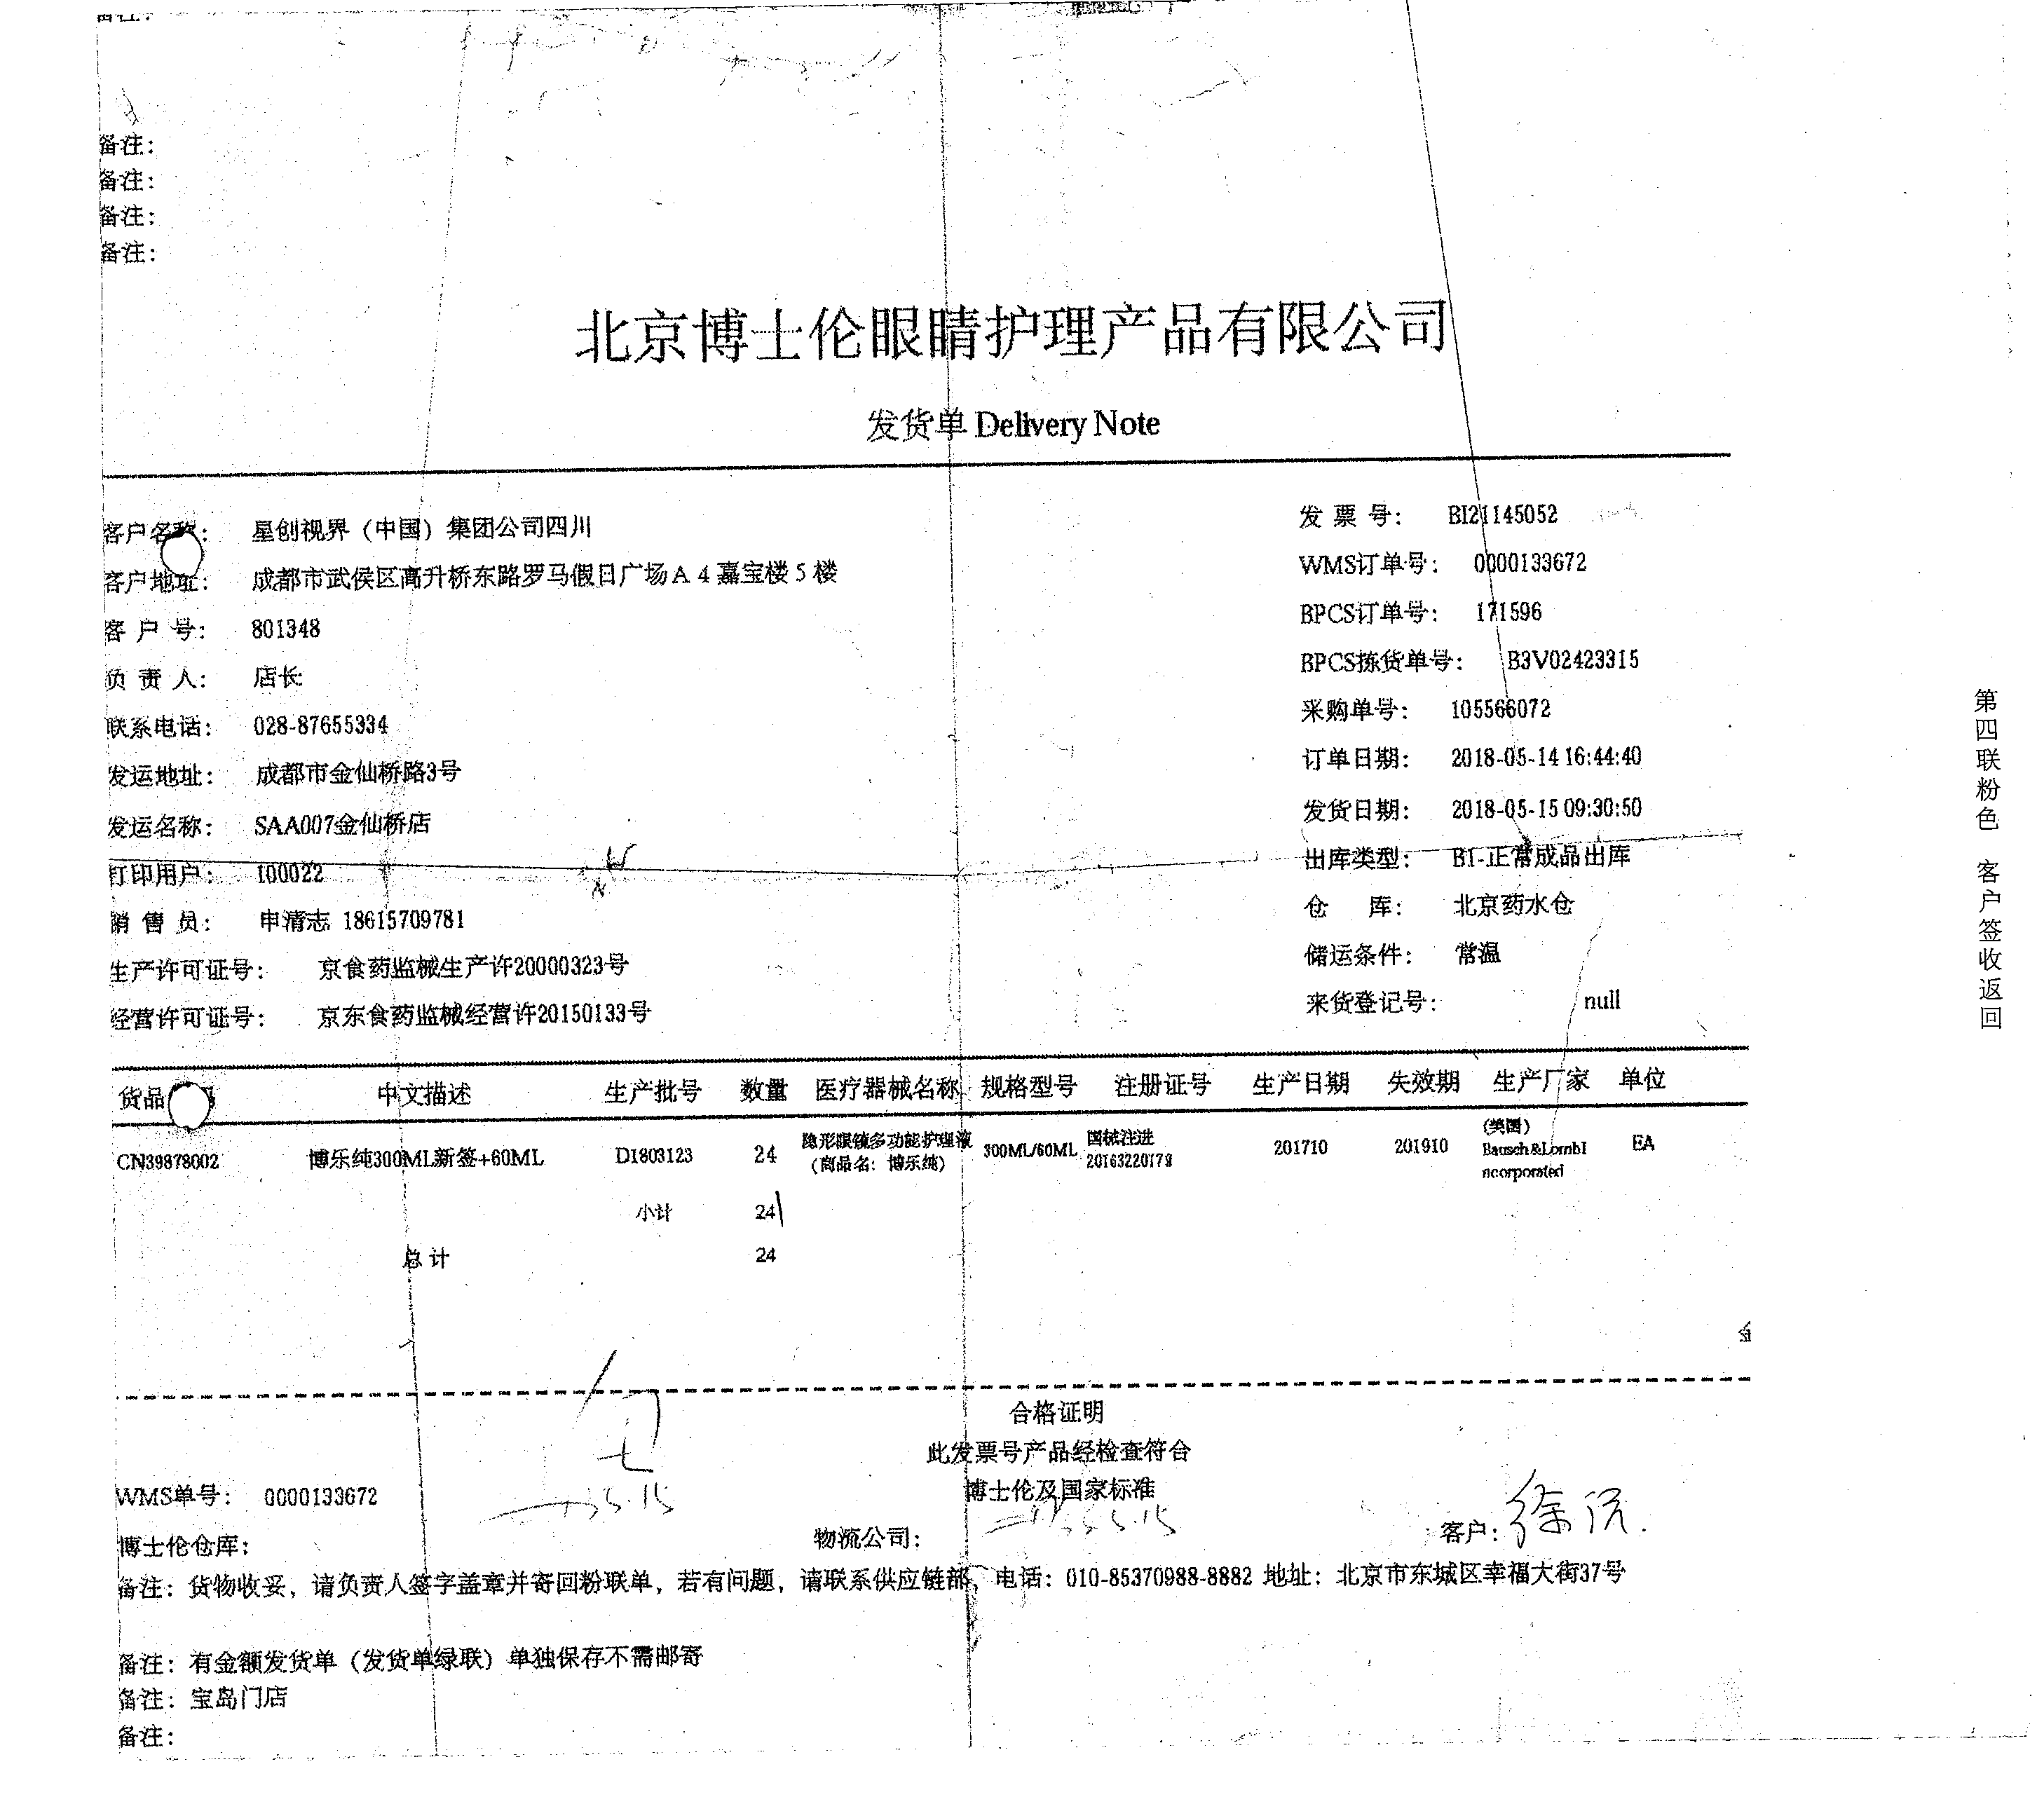 备注：
备注：
备注：
备注：
备注：
北京博士伦眼睛护理产品有限公司
发货单 Delivery Note
客户名称： 星创视界（中国）集团公司四川
发 票 号： BI21145052
客户地址： 成都市武侯区高升桥东路罗马假日广场A 4 嘉宝楼 5 楼
WMS订单号： 0000133672
客 户 号： 801348
BPCS订单号： 171596
负 责 人： 店长
BPCS拣货单号： B3V02423315
联系电话： 028-87655334
采购单号： 105566072
发运地址： 成都市金仙桥路3号
订单日期： 2018-05-14 16:44:40
发运名称： SAA007金仙桥店
发货日期： 2018-05-15 09:30:50
打印用户： 100022
出库类型： BI-正常成品出库
销 售 员： 申清志 18615709781
仓 库： 北京药水仓
生产许可证号： 京食药监械生产许20000323号
储运条件： 常温
经营许可证号： 京东食药监械经营许20150133号
来货登记号： null
货品 中文描述 生产批号 数量 医疗器械名称 规格型号 注册证号 生产日期 失效期 生产厂家 单位
CN39878002 博乐纯300ML新签+60ML D1803123 24 隐形眼镜多功能护理液（商品名：博乐纯） 300ML/60ML 国械注进20163220178 201710 201910 (美国) Bausch&LombIncorporated EA
小计 24
总 计 24
合格证明
此发票号产品经检查符合
博士伦及国家标准
WMS单号： 0000133672
博士伦仓库： 5.15
物流公司： 5.15
客户：
备注：货物收妥，请负责人签字盖章并寄回粉联单，若有问题，请联系供应链部，电话：010-85370988-8882 地址：北京市东城区幸福大街37号
备注：有金额发货单（发货单绿联）单独保存不需邮寄
备注：宝岛门店
备注：
第四联粉色 客户签收返回